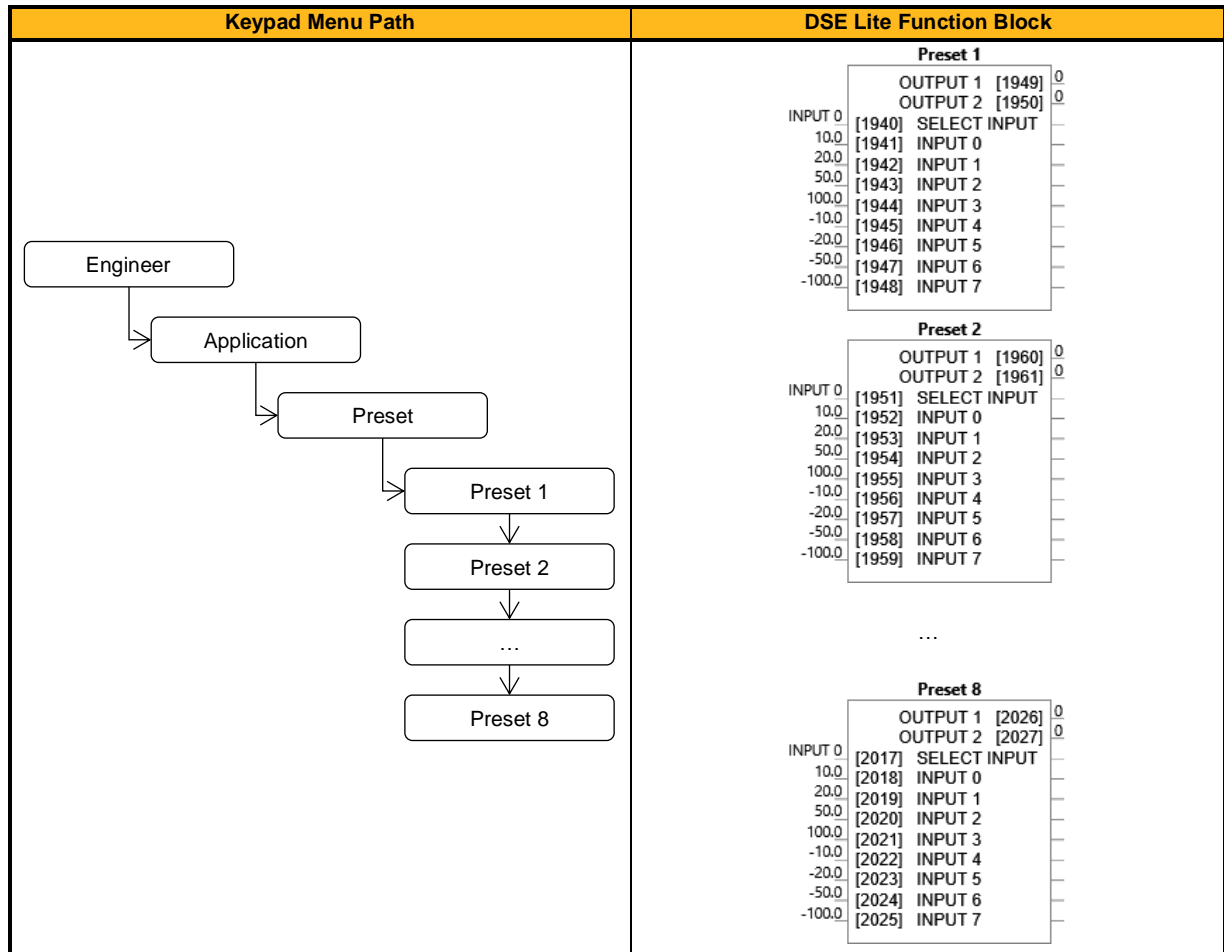 Keypad Menu Path
DSE Lite Function Block
Engineer
Application
Preset
Preset 1
Preset 2
…
Preset 8
Preset 1
OUTPUT 1 [1949] 0
OUTPUT 2 [1950] 0
INPUT 0 [1940] SELECT INPUT
10.0 [1941] INPUT 0
20.0 [1942] INPUT 1
50.0 [1943] INPUT 2
100.0 [1944] INPUT 3
-10.0 [1945] INPUT 4
-20.0 [1946] INPUT 5
-50.0 [1947] INPUT 6
-100.0 [1948] INPUT 7
Preset 2
OUTPUT 1 [1960] 0
OUTPUT 2 [1961] 0
INPUT 0 [1951] SELECT INPUT
10.0 [1952] INPUT 0
20.0 [1953] INPUT 1
50.0 [1954] INPUT 2
100.0 [1955] INPUT 3
-10.0 [1956] INPUT 4
-20.0 [1957] INPUT 5
-50.0 [1958] INPUT 6
-100.0 [1959] INPUT 7
…
Preset 8
OUTPUT 1 [2026] 0
OUTPUT 2 [2027] 0
INPUT 0 [2017] SELECT INPUT
10.0 [2018] INPUT 0
20.0 [2019] INPUT 1
50.0 [2020] INPUT 2
100.0 [2021] INPUT 3
-10.0 [2022] INPUT 4
-20.0 [2023] INPUT 5
-50.0 [2024] INPUT 6
-100.0 [2025] INPUT 7